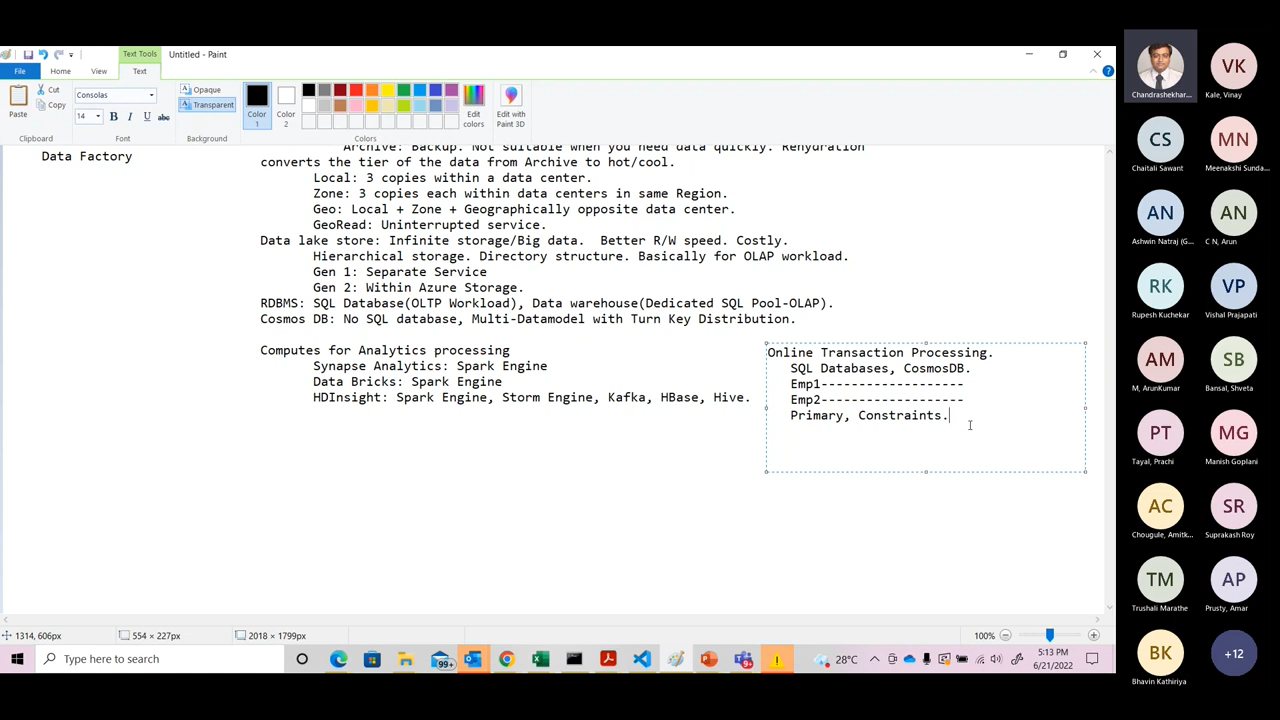 Text Tools
Untitled - Paint
File
Home
View
Text
Paste
Cut
Copy
Clipboard
Consolas
14
B
I
U
abc
Font
Opaque
Transparent
Background
Color
1
Color
2
Colors
Edit
colors
Edit with
Paint 3D
Data Factory
Archive: Backup. Not suitable when you need data quickly. Rehydration
converts the tier of the data from Archive to hot/cool.
Local: 3 copies within a data center.
Zone: 3 copies each within data centers in same Region.
Geo: Local + Zone + Geographically opposite data center.
GeoRead: Uninterrupted service.
Data lake store: Infinite storage/Big data.  Better R/W speed. Costly.
Hierarchical storage. Directory structure. Basically for OLAP workload.
Gen 1: Separate Service
Gen 2: Within Azure Storage.
RDBMS: SQL Database(OLTP Workload), Data warehouse(Dedicated SQL Pool-OLAP).
Cosmos DB: No SQL database, Multi-Datamodel with Turn Key Distribution.
Computes for Analytics processing
Synapse Analytics: Spark Engine
Data Bricks: Spark Engine
HDInsight: Spark Engine, Storm Engine, Kafka, HBase, Hive.
Online Transaction Processing.
SQL Databases, CosmosDB.
Emp1-------------------
Emp2-------------------
Primary, Constraints.
1314, 606px
554 × 227px
2018 × 1799px
100%
Type here to search
99+
9+
28°C
5:13 PM
6/21/2022
Chandrashekhar...
VK
Kale, Vinay
CS
Chaitali Sawant
MN
Meenakshi Sunda...
AN
Ashwin Natraj (G...
AN
C N, Arun
RK
Rupesh Kuchekar
VP
Vishal Prajapati
AM
M, ArunKumar
SB
Bansal, Shveta
PT
Tayal, Prachi
MG
Manish Goplani
AC
Chougule, Amitk...
SR
Suprakash Roy
TM
Trushali Marathe
AP
Prusty, Amar
BK
Bhavin Kathiriya
+12